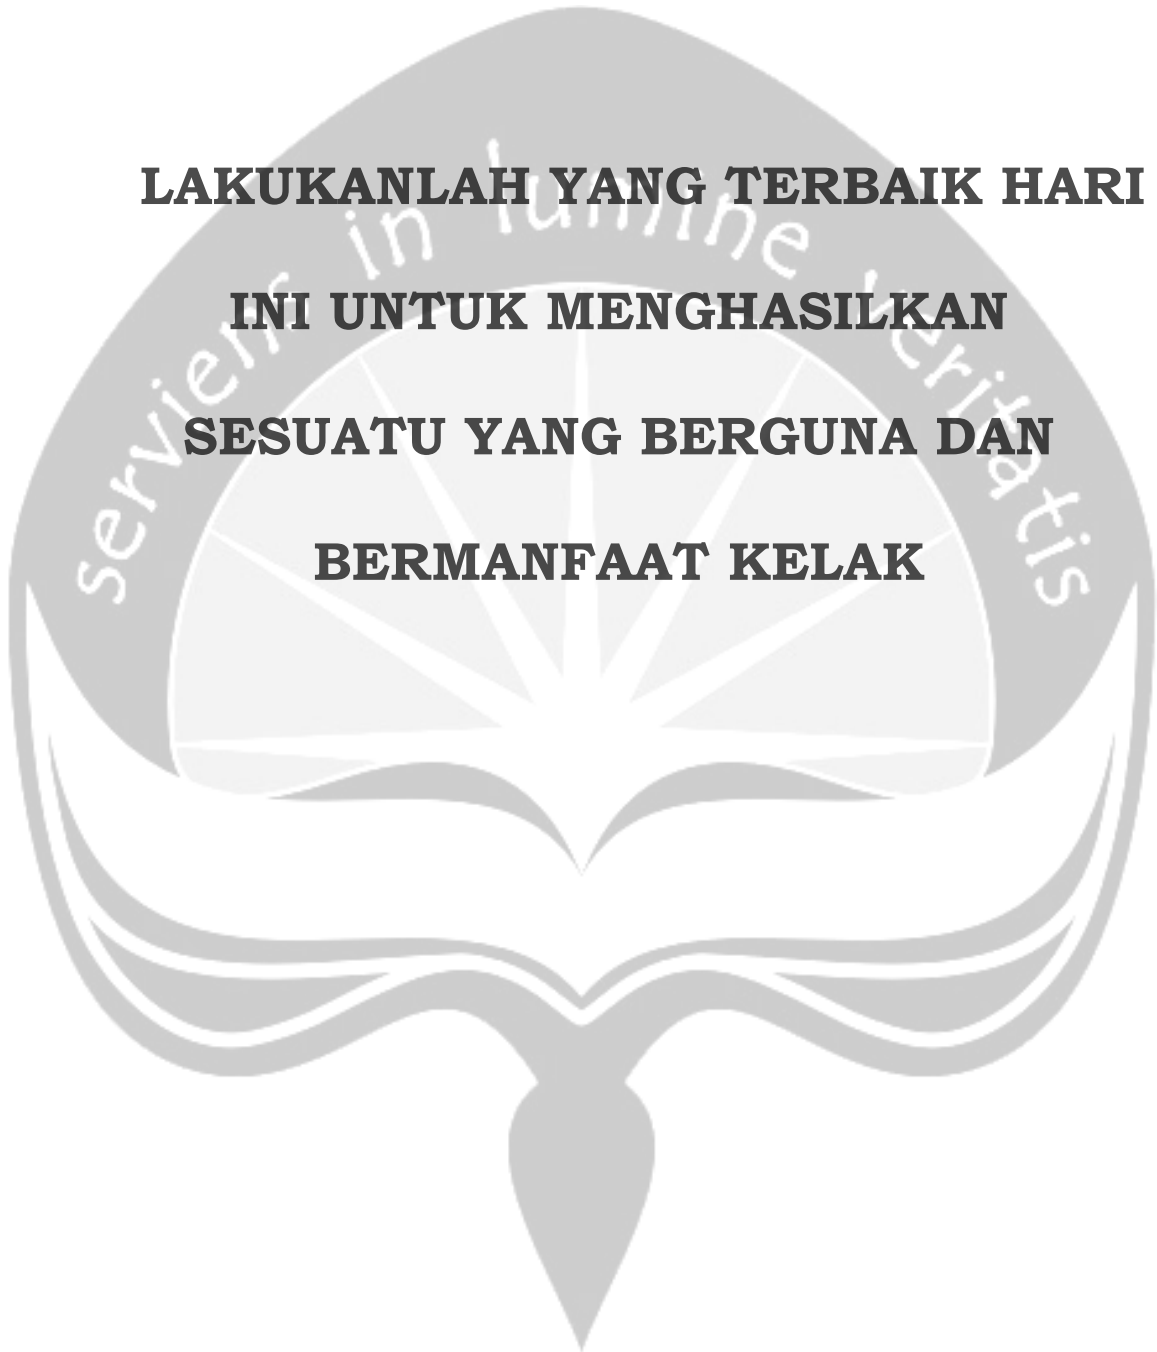 LAKUKANLAH YANG TERBAIK HARI
INI UNTUK MENGHASILKAN
SESUATU YANG BERGUNA DAN
BERMANFAAT KELAK
serviens in lumine veritatis